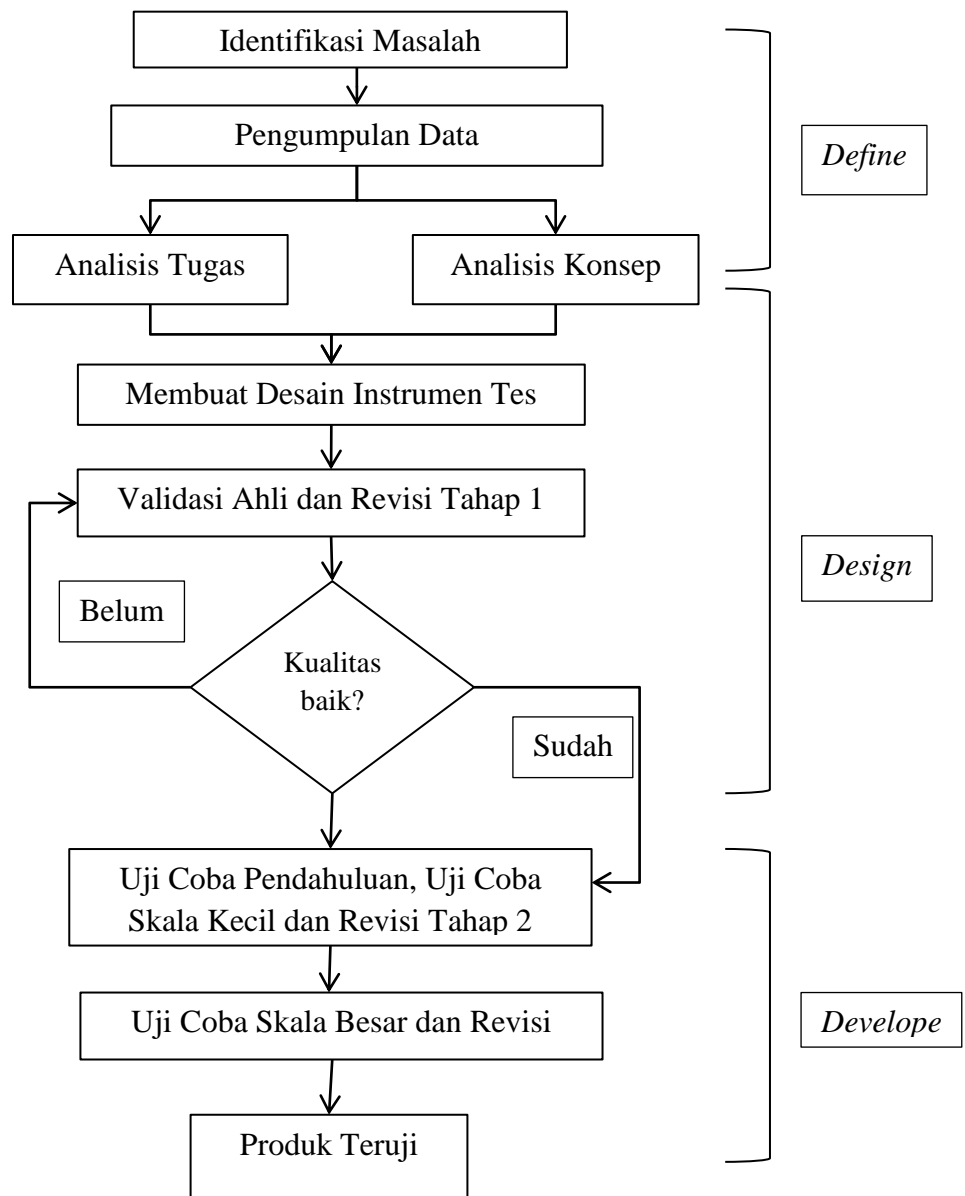 Identifikasi Masalah
Pengumpulan Data
Define
Analisis Tugas
Analisis Konsep
Membuat Desain Instrumen Tes
Validasi Ahli dan Revisi Tahap 1
Design
Belum
Kualitas
baik?
Sudah
Uji Coba Pendahuluan, Uji Coba
Skala Kecil dan Revisi Tahap 2
Uji Coba Skala Besar dan Revisi
Develope
Produk Teruji